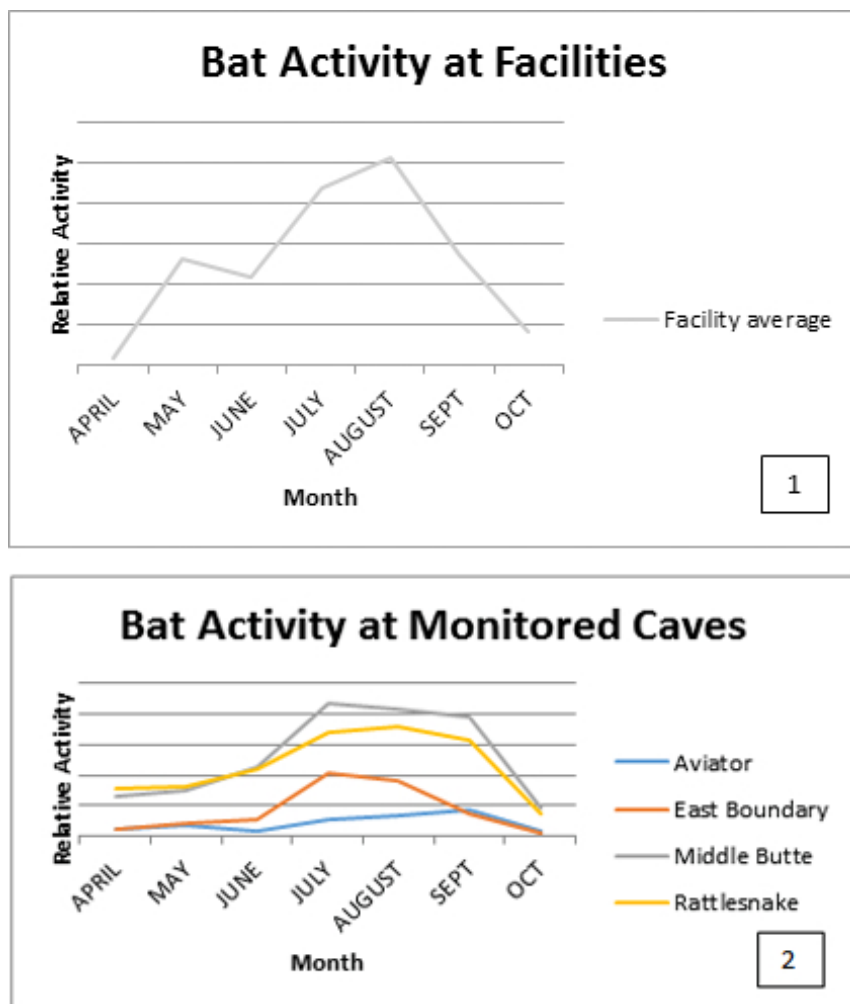 Bat Activity at Facilities
Relative Activity
Facility average
APRIL
MAY
JUNE
JULY
AUGUST
SEPT
OCT
Month
1
Bat Activity at Monitored Caves
Relative Activity
Aviator
East Boundary
Middle Butte
Rattlesnake
APRIL
MAY
JUNE
JULY
AUGUST
SEPT
OCT
Month
2